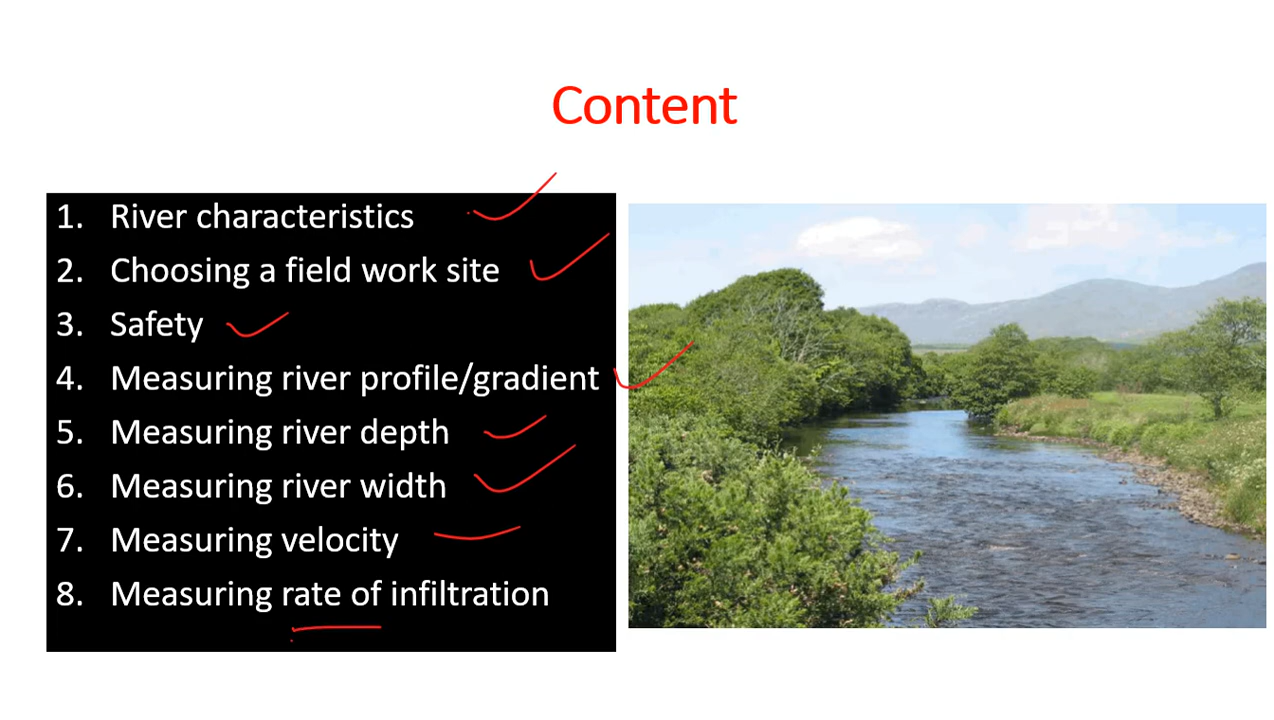 Content
1. River characteristics
2. Choosing a field work site
3. Safety
4. Measuring river profile/gradient
5. Measuring river depth
6. Measuring river width
7. Measuring velocity
8. Measuring rate of infiltration